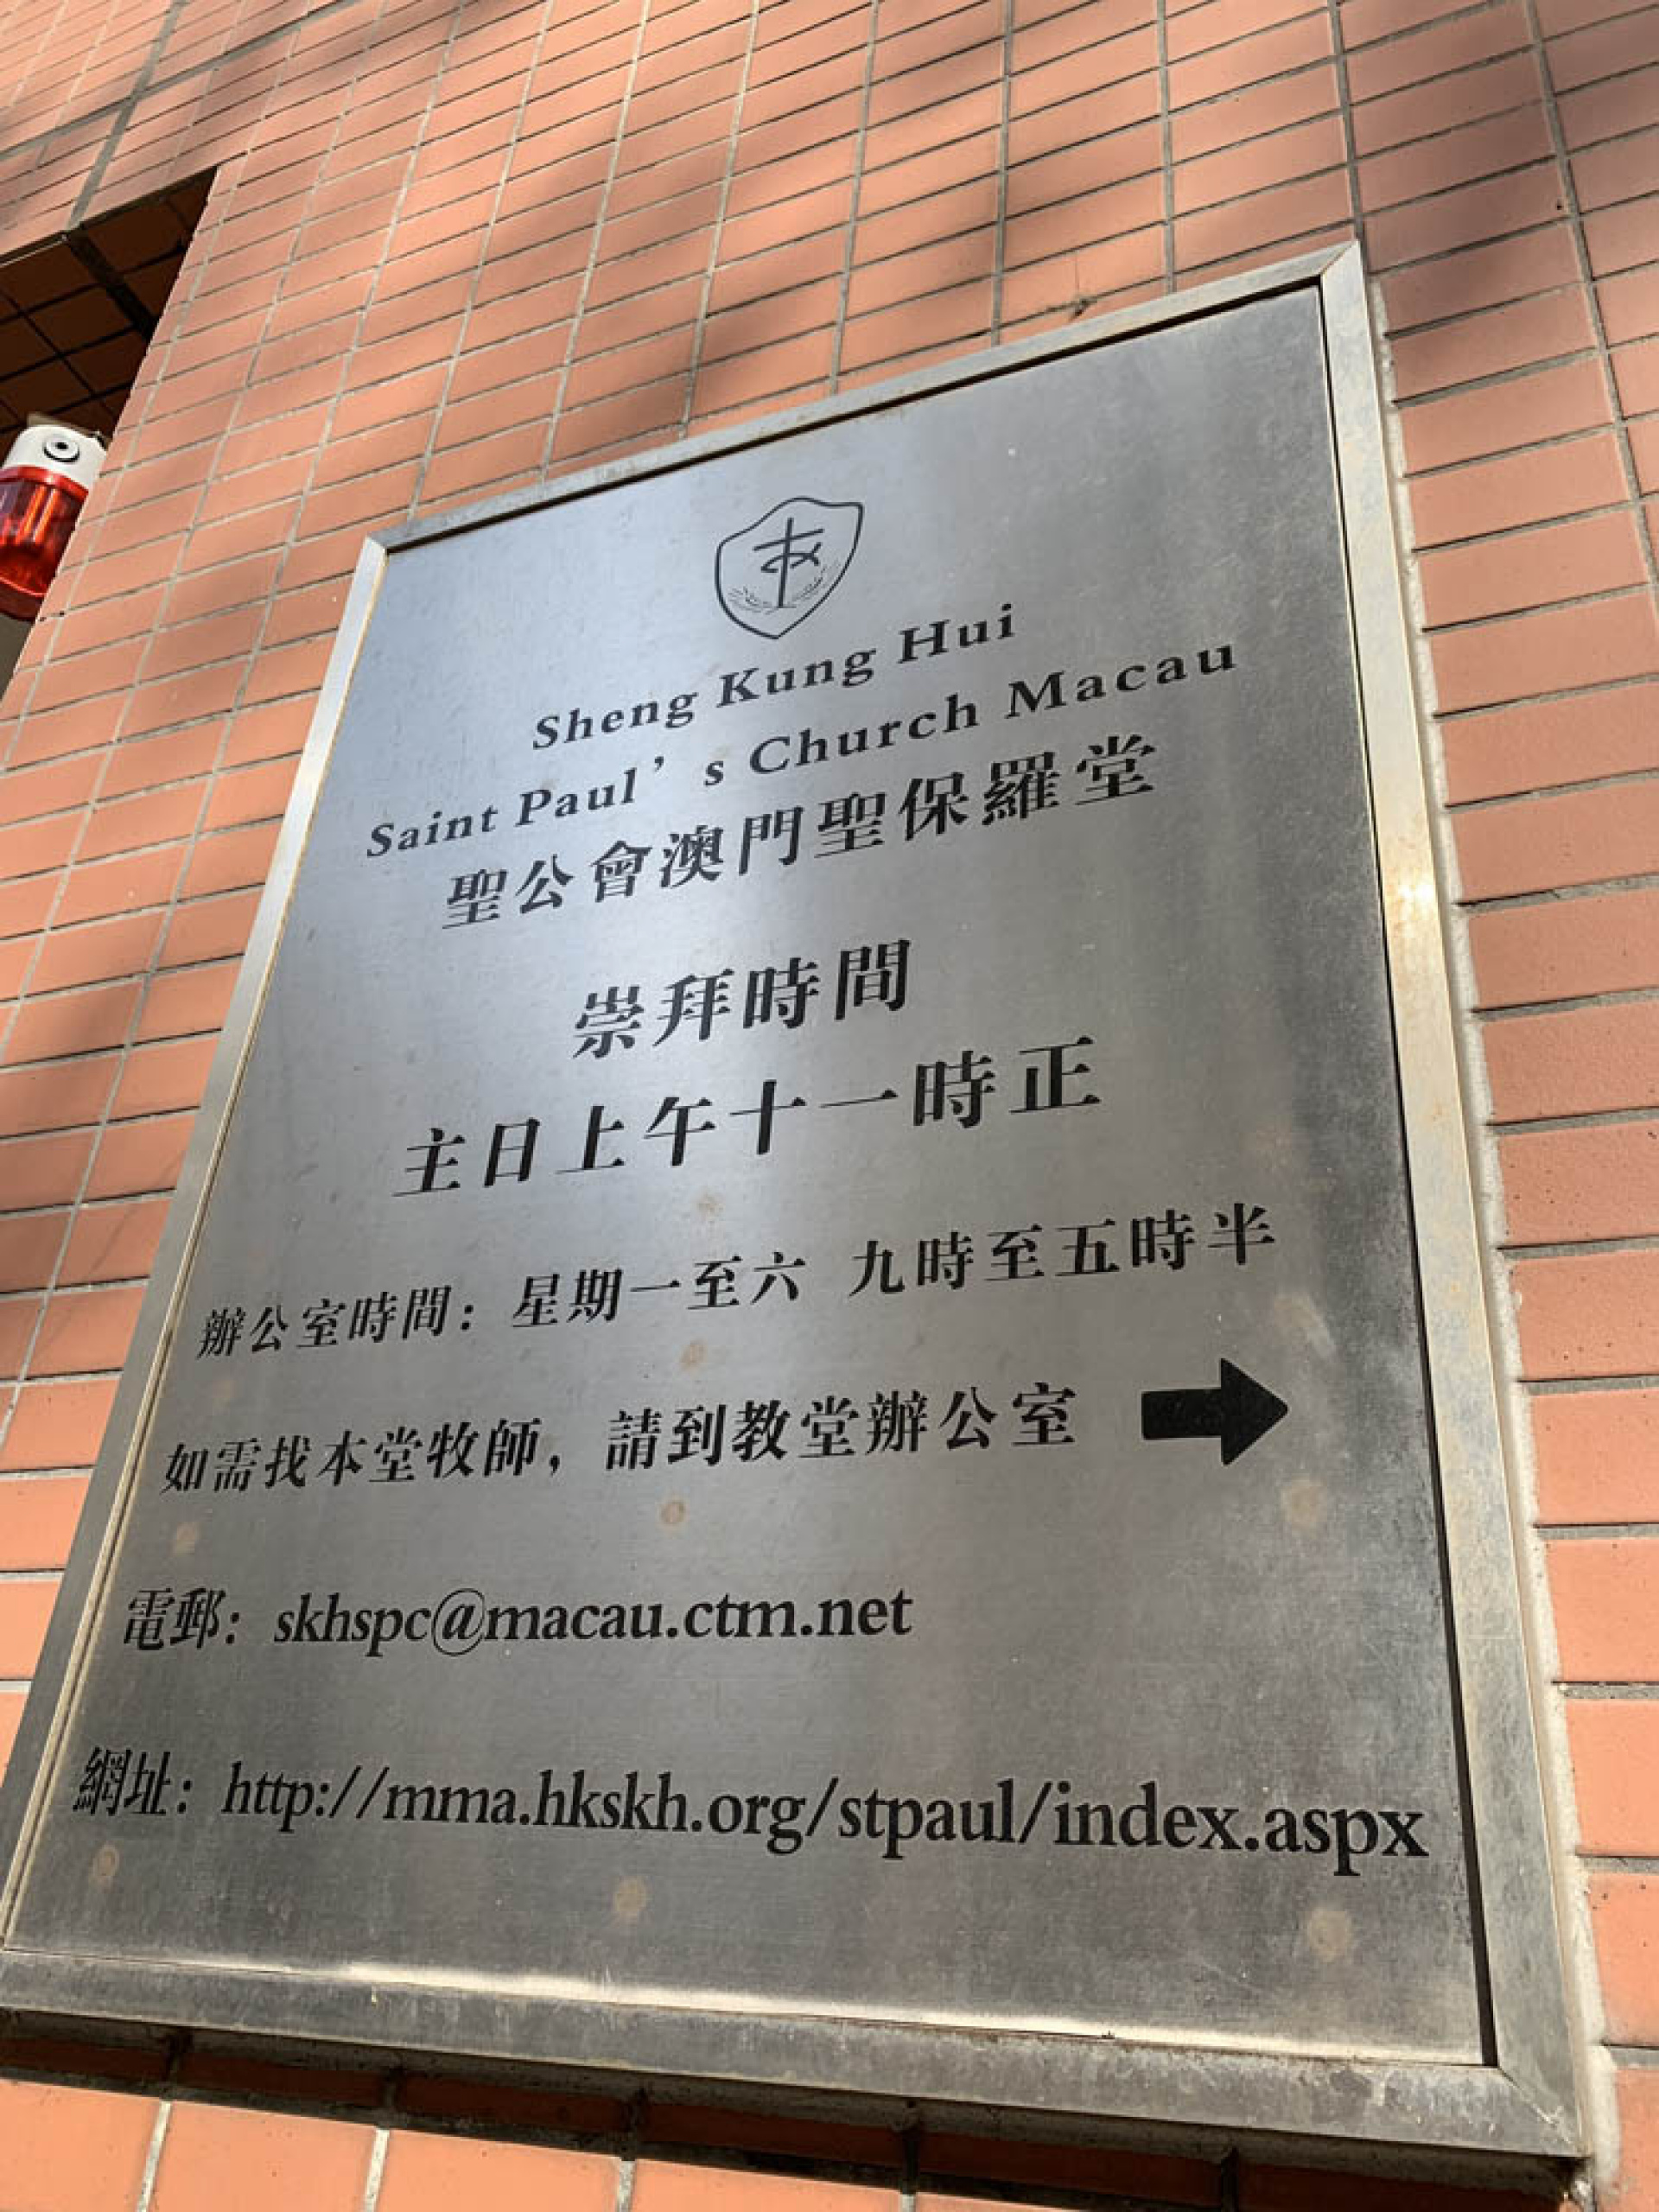 Sheng Kung Hui
Saint Paul’s Church Macau
聖公會澳門聖保羅堂
崇拜時間
主日上午十一時正
辦公室時間：星期一至六 九時至五時半
如需找本堂牧師，請到教堂辦公室
電郵：skhspc@macau.ctm.net
網址：http://mma.hkskh.org/stpaul/index.aspx